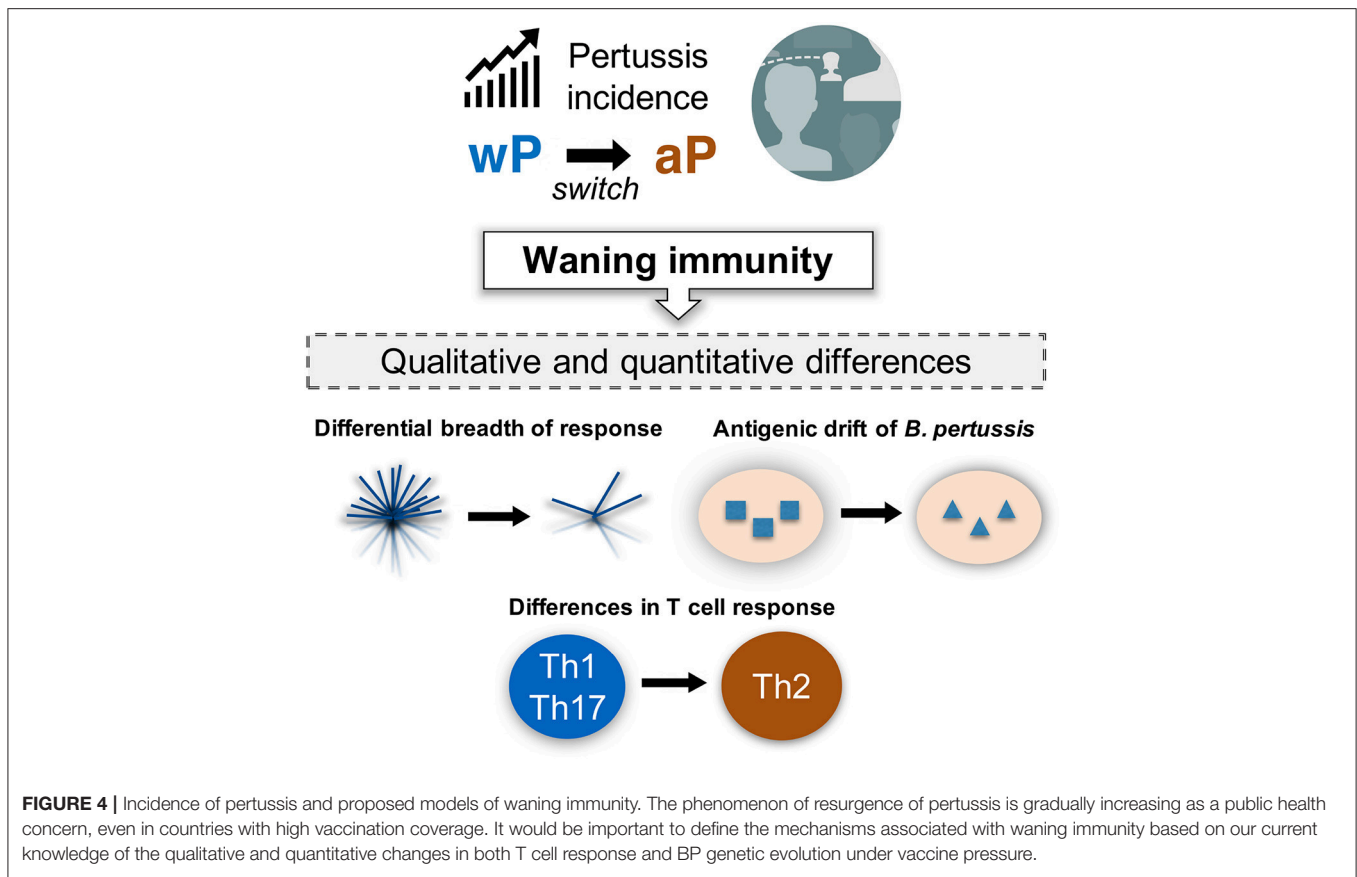 Pertussis
incidence
wP aP
switch
Waning immunity
Qualitative and quantitative differences
Differential breadth of response
Antigenic drift of B. pertussis
Differences in T cell response
Th1
Th17
Th2
FIGURE 4 | Incidence of pertussis and proposed models of waning immunity. The phenomenon of resurgence of pertussis is gradually increasing as a public health
concern, even in countries with high vaccination coverage. It would be important to define the mechanisms associated with waning immunity based on our current
knowledge of the qualitative and quantitative changes in both T cell response and BP genetic evolution under vaccine pressure.